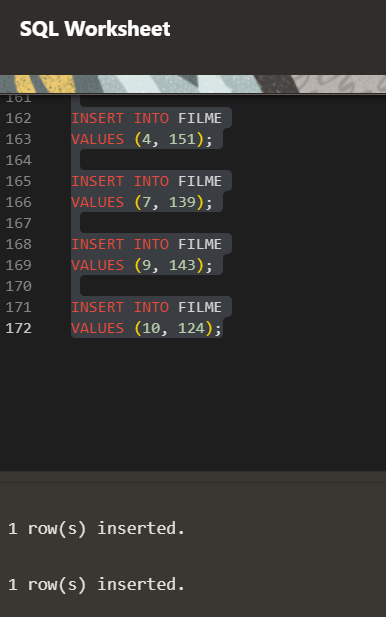 SQL Worksheet
161
162 INSERT INTO FILME
163 VALUES (4, 151);
164
165 INSERT INTO FILME
166 VALUES (7, 139);
167
168 INSERT INTO FILME
169 VALUES (9, 143);
170
171 INSERT INTO FILME
172 VALUES (10, 124);
1 row(s) inserted.
1 row(s) inserted.